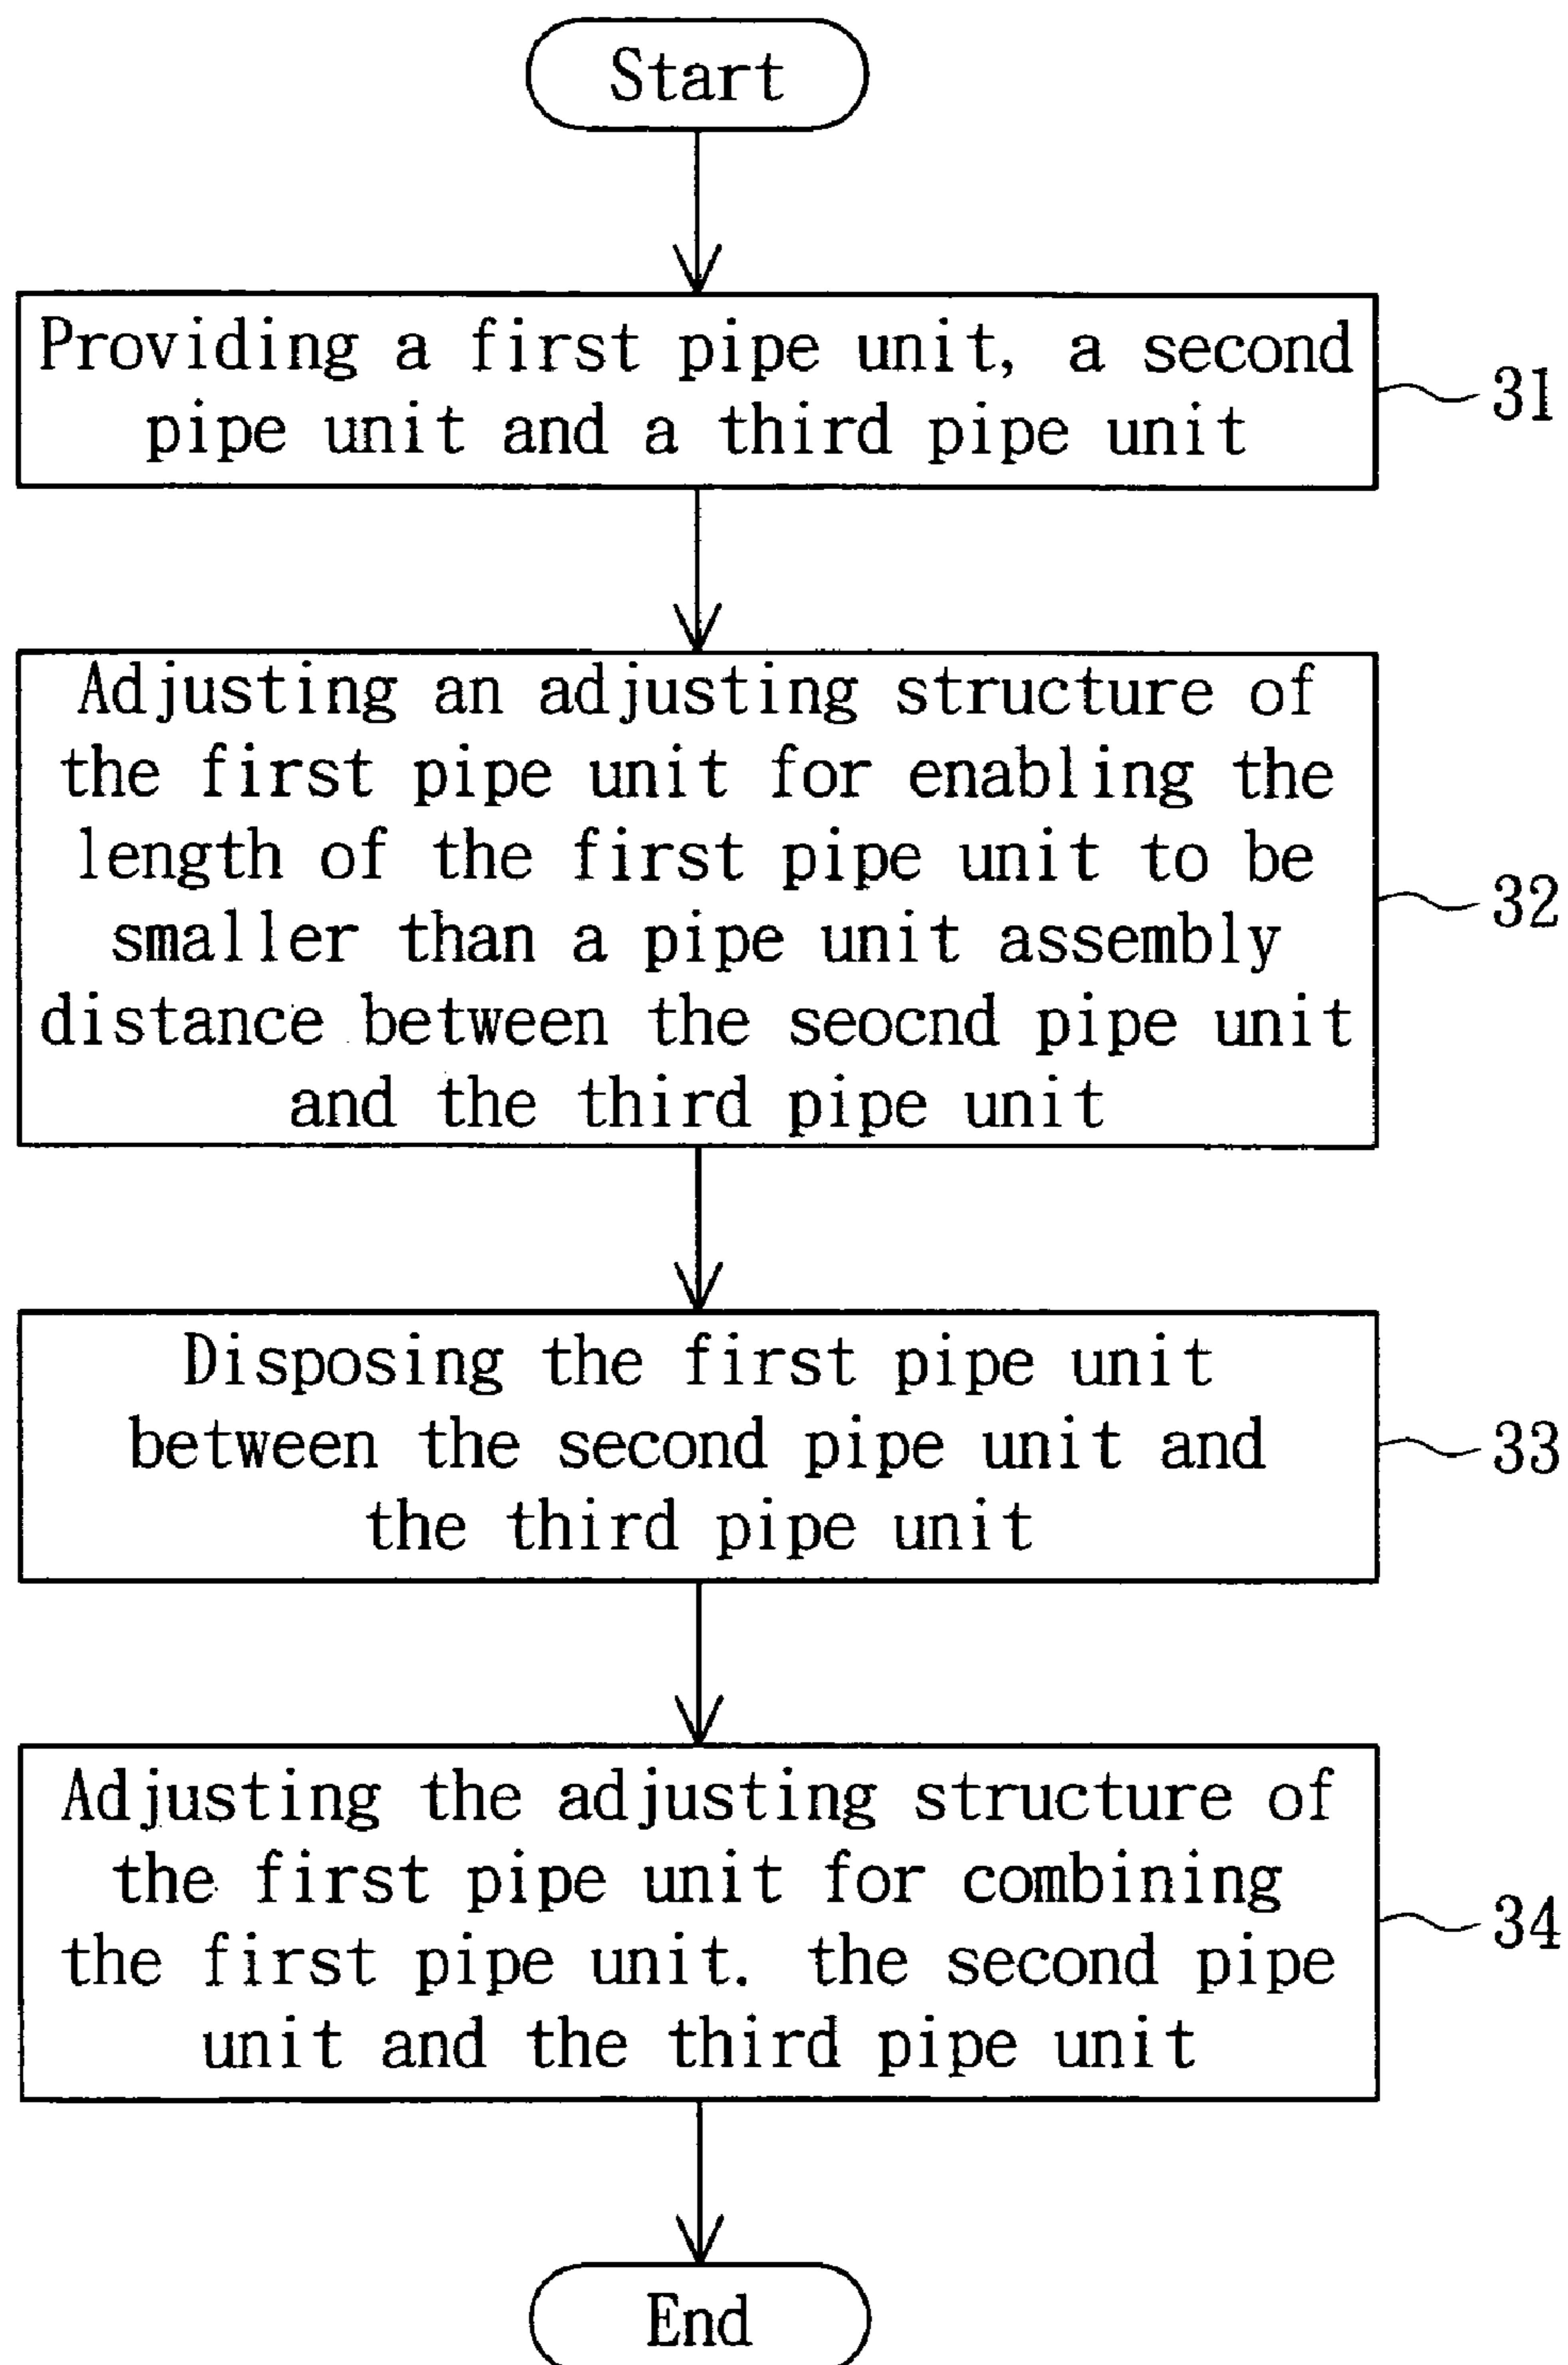 Start
Providing a first pipe unit, a second
pipe unit and a third pipe unit
31
Adjusting an adjusting structure of
the first pipe unit for enabling the
length of the first pipe unit to be
smaller than a pipe unit assembly
distance between the seocnd pipe unit
and the third pipe unit
32
Disposing the first pipe unit
between the second pipe unit and
the third pipe unit
33
Adjusting the adjusting structure of
the first pipe unit for combining
the first pipe unit. the second pipe
unit and the third pipe unit
34
End